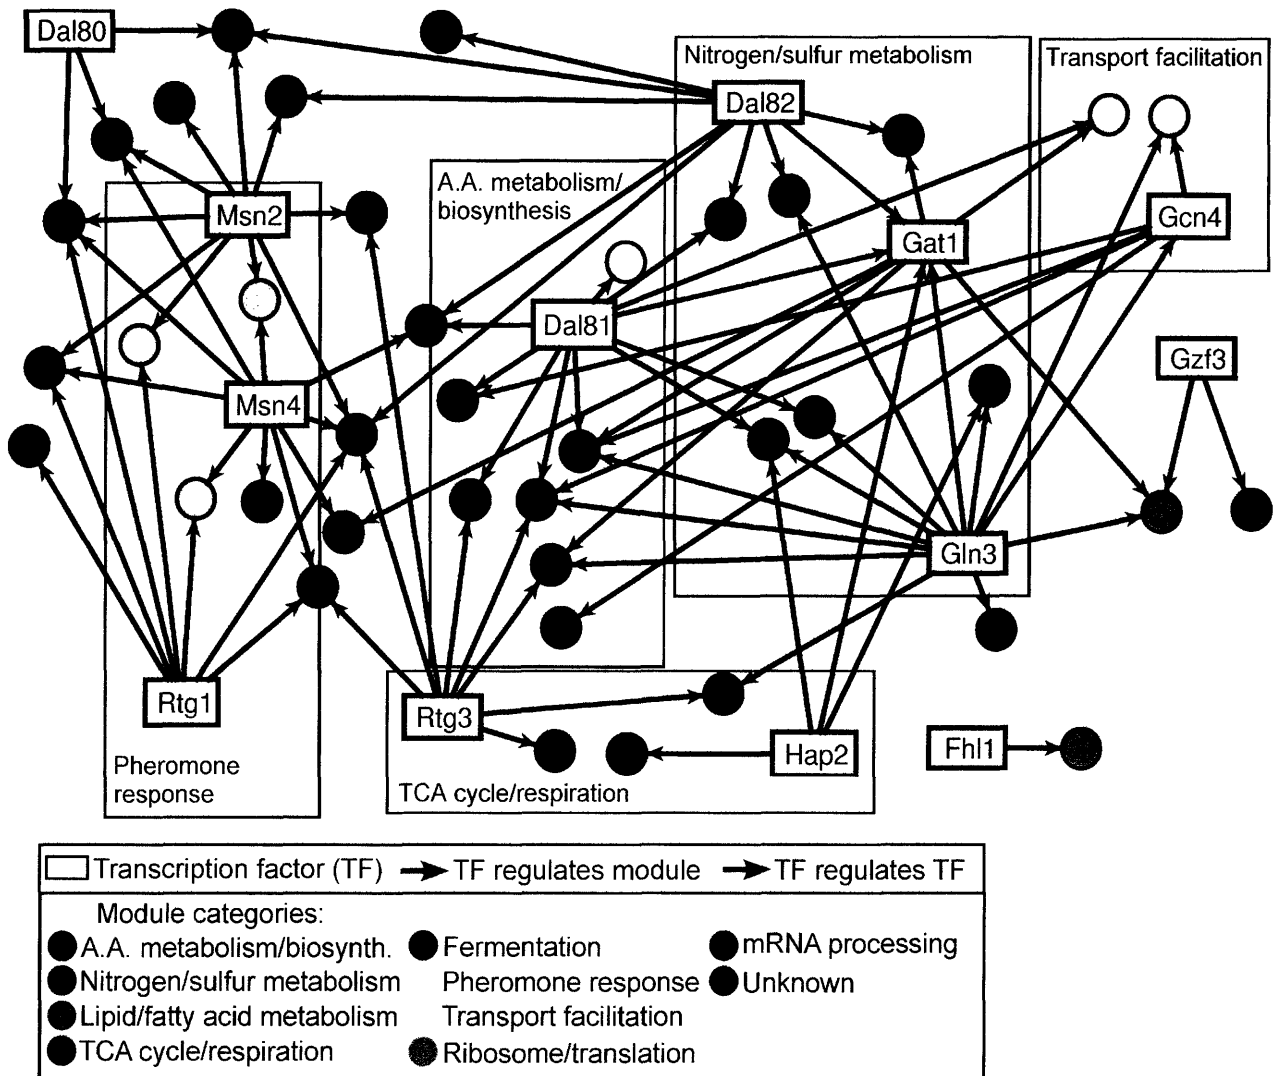 Dal80
Nitrogen/sulfur metabolism
Transport facilitation
Dal82
A.A. metabolism/
biosynthesis
Msn2
Gcn4
Gat1
Dal81
Gzf3
Msn4
Gln3
Rtg1
Rtg3
Hap2
Fhl1
Pheromone
response
TCA cycle/respiration
Transcription factor (TF) TF regulates module TF regulates TF
Module categories:
A.A. metabolism/biosynth. Fermentation mRNA processing
Nitrogen/sulfur metabolism Pheromone response Unknown
Lipid/fatty acid metabolism Transport facilitation
TCA cycle/respiration Ribosome/translation